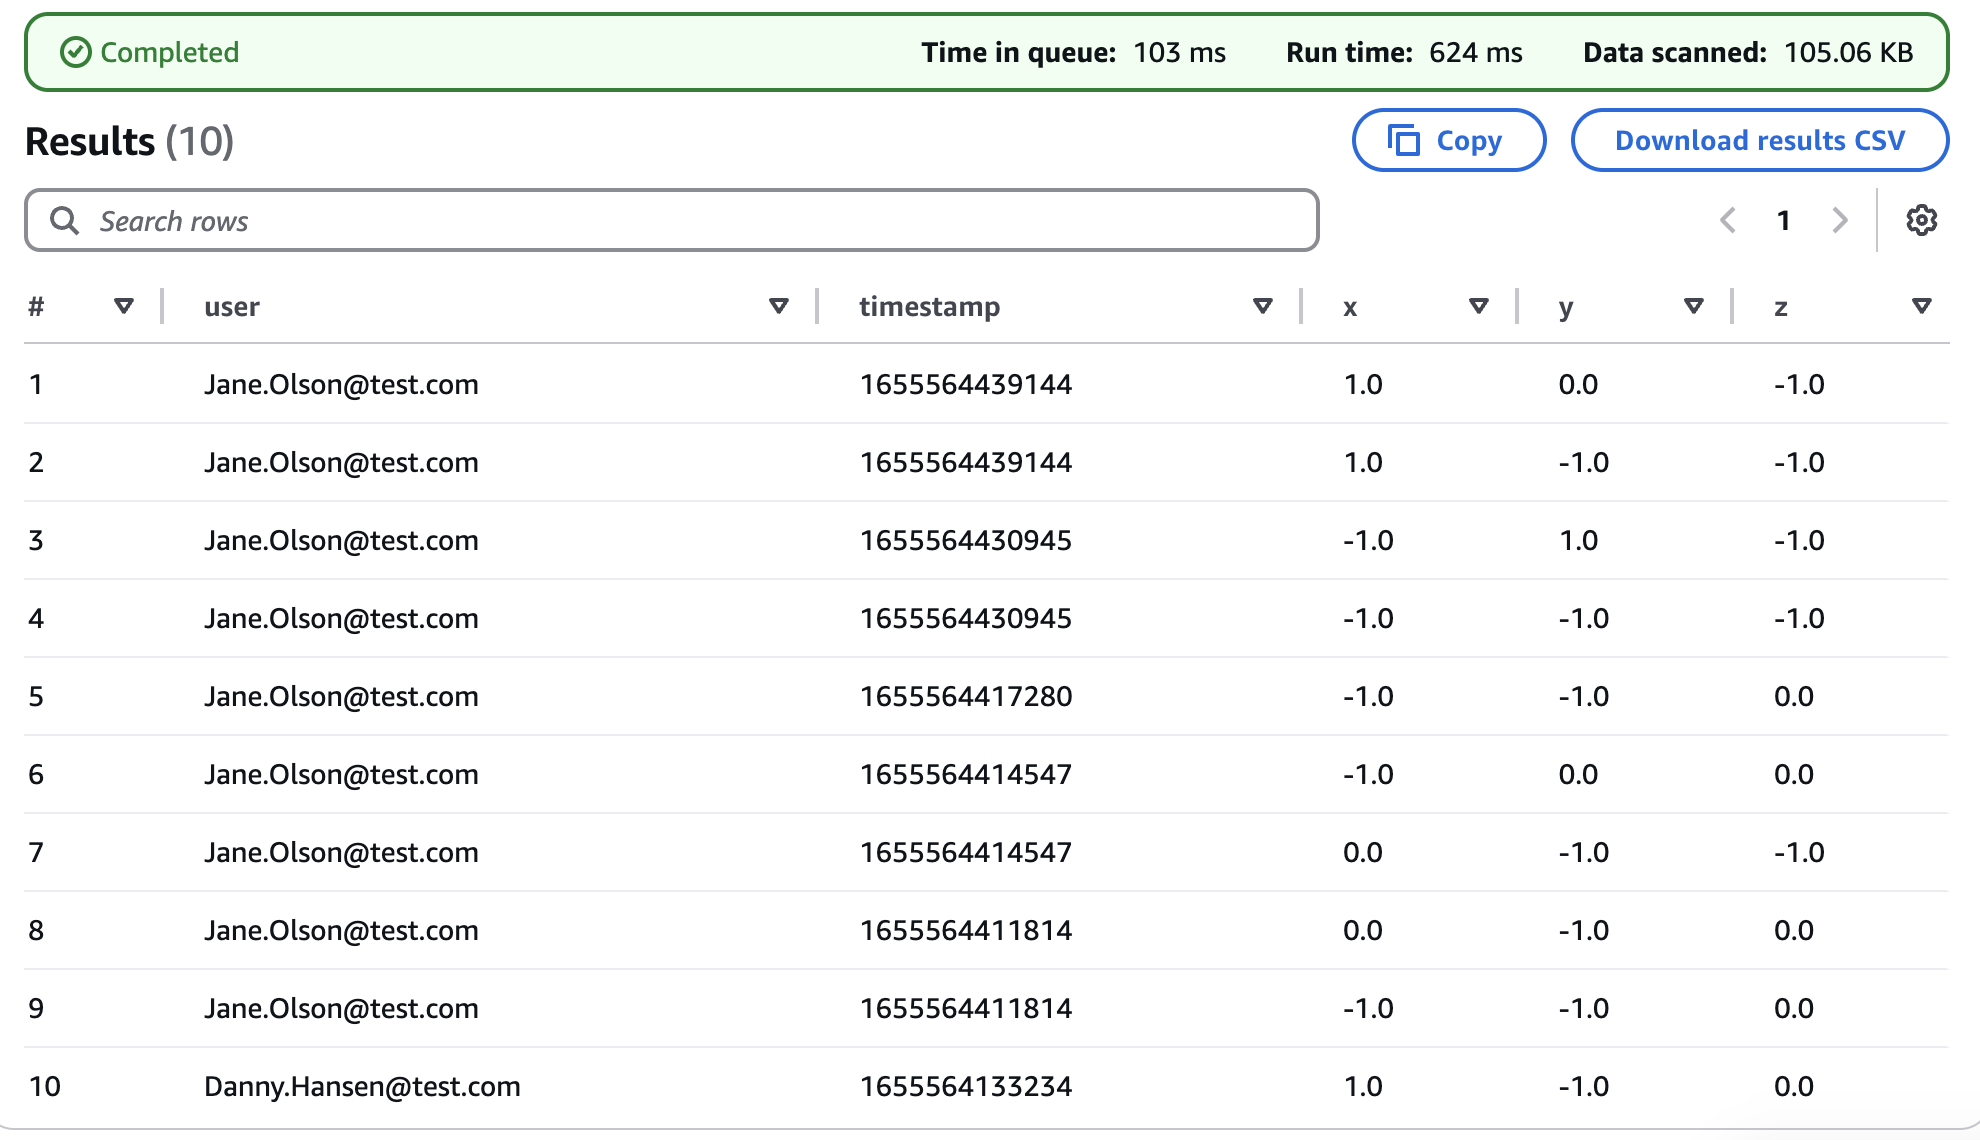 Completed Time in queue: 103 ms Run time: 624 ms Data scanned: 105.06 KB
Results (10) Copy Download results CSV
Search rows 1
# user timestamp x y z
1 Jane.Olson@test.com 1655564439144 1.0 0.0 -1.0
2 Jane.Olson@test.com 1655564439144 1.0 -1.0 -1.0
3 Jane.Olson@test.com 1655564430945 -1.0 1.0 -1.0
4 Jane.Olson@test.com 1655564430945 -1.0 -1.0 -1.0
5 Jane.Olson@test.com 1655564417280 -1.0 -1.0 0.0
6 Jane.Olson@test.com 1655564414547 -1.0 0.0 0.0
7 Jane.Olson@test.com 1655564414547 0.0 -1.0 -1.0
8 Jane.Olson@test.com 1655564411814 0.0 -1.0 0.0
9 Jane.Olson@test.com 1655564411814 -1.0 -1.0 0.0
10 Danny.Hansen@test.com 1655564133234 1.0 -1.0 0.0